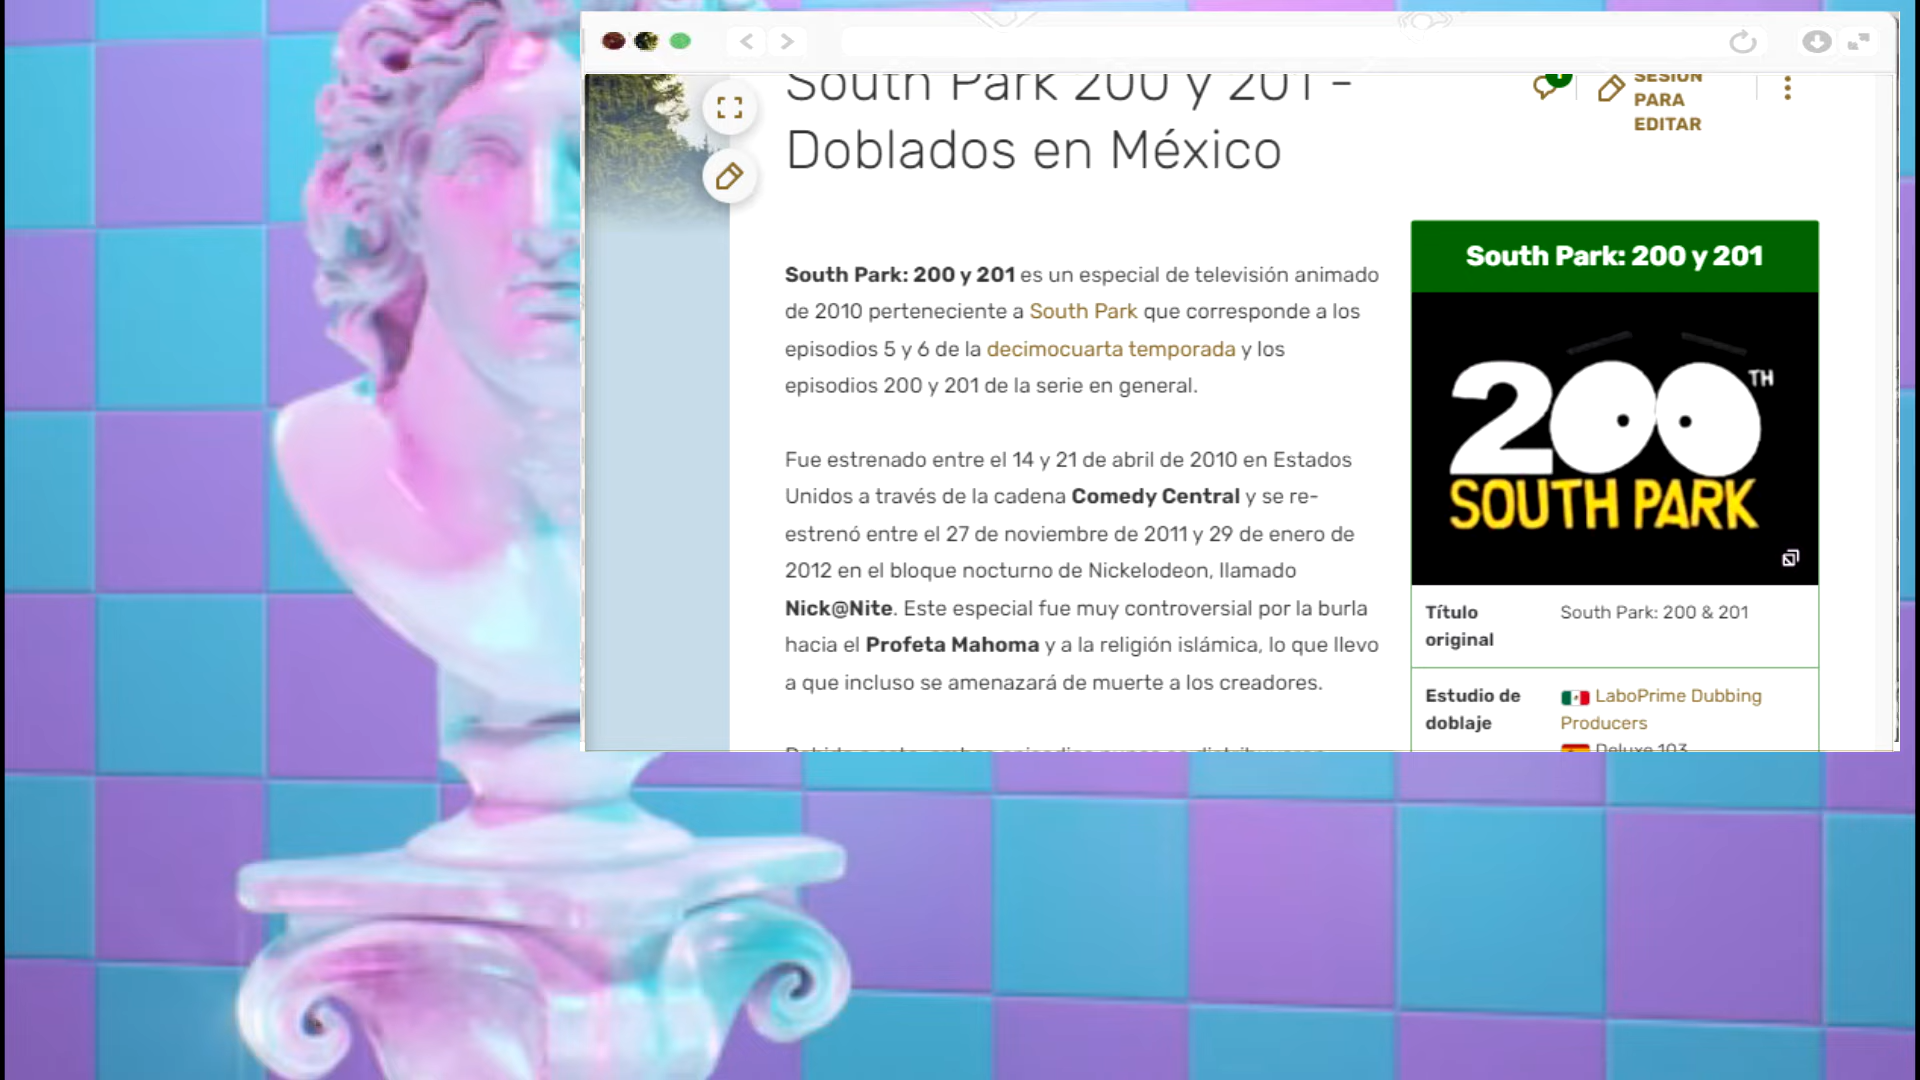 South Park 200 y 201 -
Doblados en México
SESIÓN
PARA
EDITAR
South Park: 200 y 201 es un especial de televisión animado
de 2010 perteneciente a South Park que corresponde a los
episodios 5 y 6 de la decimocuarta temporada y los
episodios 200 y 201 de la serie en general.
Fue estrenado entre el 14 y 21 de abril de 2010 en Estados
Unidos a través de la cadena Comedy Central y se re-
estrenó entre el 27 de noviembre de 2011 y 29 de enero de
2012 en el bloque nocturno de Nickelodeon, llamado
Nick@Nite. Este especial fue muy controversial por la burla
hacia el Profeta Mahoma y a la religión islámica, lo que llevo
a que incluso se amenazará de muerte a los creadores.
South Park: 200 y 201
200TH
SOUTH PARK
Título
original
South Park: 200 & 201
Estudio de
doblaje
LaboPrime Dubbing
Producers
Deluxe 103